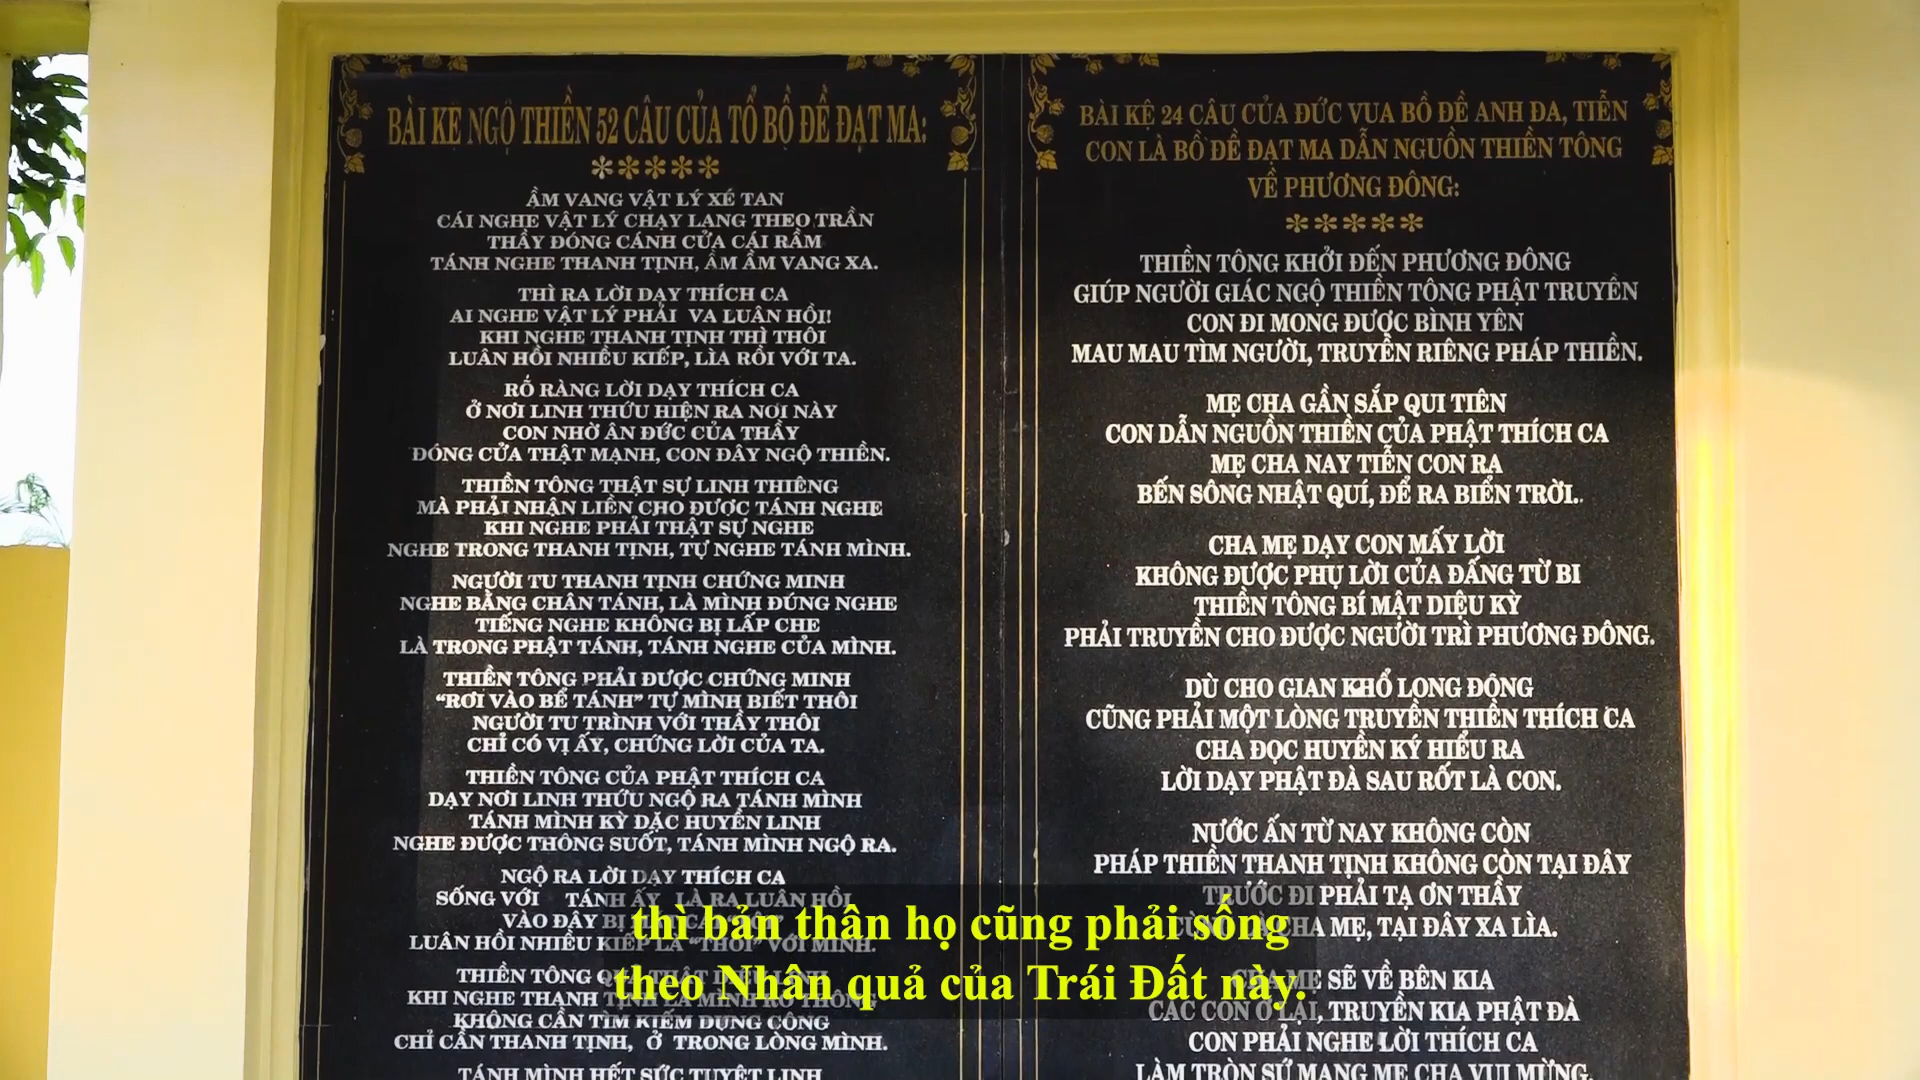 BÀI KỆ NGỘ THIỀN 52 CÂU CỦA TỔ BỒ ĐỀ ĐẠT MA:
ẦM VANG VẬT LÝ XÉ TAN
CÁI NGHE VẬT LÝ CHẠY LANG THEO TRẦN
THẦY ĐÓNG CÁNH CỬA CÁI RẦM
TÁNH NGHE THANH TỊNH, ẦM ẦM VANG XA.
THÌ RA LỜI DẠY THÍCH CA
AI NGHE VẬT LÝ PHẢI VA LUÂN HỒI!
KHI NGHE THANH TỊNH THÌ THÔI
LUÂN HỒI NHIỀU KIẾP, LÌA RỒI VỚI TA.
RỐ RÀNG LỜI DẠY THÍCH CA
Ở NƠI LINH THỨU HIỆN RA NƠI NÀY
CON NHỜ ÂN ĐỨC CỦA THẦY
ĐÓNG CỬA THẬT MẠNH, CON ĐÂY NGỘ THIỀN.
THIỀN TÔNG THẬT SỰ LINH THIÊNG
MÀ PHẢI NHẬN LIỀN CHO ĐƯỢC TÁNH NGHE
KHI NGHE PHẢI THẬT SỰ NGHE
NGHE TRONG THANH TỊNH, TỰ NGHE TÁNH MÌNH.
NGƯỜI TU THANH TỊNH CHỨNG MINH
NGHE BẰNG CHÂN TÁNH, LÀ MÌNH ĐÚNG NGHE
TIẾNG NGHE KHÔNG BỊ LẤP CHE
LÀ TRONG PHẬT TÁNH, TÁNH NGHE CỦA MÌNH.
THIỀN TÔNG PHẢI ĐƯỢC CHỨNG MINH
“RƠI VÀO BỂ TÁNH” TỰ MÌNH BIẾT THÔI
NGƯỜI TU TRÌNH VỚI THẦY THÔI
CHỈ CÓ VỊ ẤY, CHỨNG LỜI CỦA TA.
THIỀN TÔNG CỦA PHẬT THÍCH CA
DẠY NƠI LINH THỨU NGỘ RA TÁNH MÌNH
TÁNH MÌNH KỲ ĐẶC HUYỀN LINH
NGHE ĐƯỢC THÔNG SUỐT, TÁNH MÌNH NGỘ RA.
NGỘ RA LỜI DẠY THÍCH CA
SỐNG VỚI TÁNH ẤY, LÀ RA LUÂN HỒI
VÀO ĐÂY BỊ
LUÂN HỒI NHIỀU KIẾP LÀ “THÔI” VỚI MÌNH.
THIỀN TÔNG QUẢ THẬT DIỆU LINH
KHI NGHE THANH TỊNH LÀ MÌNH RÕ THÔNG
KHÔNG CẦN TÌM KIẾM DỤNG CÔNG
CHỈ CẦN THANH TỊNH, Ở TRONG LÒNG MÌNH.
TÁNH MÌNH HẾT SỨC TUYỆT LINH
BÀI KỆ 24 CÂU CỦA ĐỨC VUA BỒ ĐỀ ANH ĐA, TIỄN
CON LÀ BỒ ĐỀ ĐẠT MA DẪN NGUỒN THIỀN TÔNG
VỀ PHƯƠNG ĐÔNG:
THIỀN TÔNG KHỞI ĐẾN PHƯƠNG ĐÔNG
GIÚP NGƯỜI GIÁC NGỘ THIỀN TÔNG PHẬT TRUYỀN
CON ĐI MONG ĐƯỢC BÌNH YÊN
MAU MAU TÌM NGƯỜI, TRUYỀN RIÊNG PHÁP THIỀN.
MẸ CHA GẦN SẮP QUI TIÊN
CON DẪN NGUỒN THIỀN CỦA PHẬT THÍCH CA
MẸ CHA NAY TIỄN CON RA
BẾN SÔNG NHẬT QUÍ, ĐỂ RA BIỂN TRỜI.
CHA MẸ DẠY CON MẤY LỜI
KHÔNG ĐƯỢC PHỤ LỜI CỦA ĐẤNG TỪ BI
THIỀN TÔNG BÍ MẬT DIỆU KỲ
PHẢI TRUYỀN CHO ĐƯỢC NGƯỜI TRÌ PHƯƠNG ĐÔNG.
DÙ CHO GIAN KHỔ LONG ĐỘNG
CŨNG PHẢI MỘT LÒNG TRUYỀN THIỀN THÍCH CA
CHA ĐỌC HUYỀN KÝ HIỂU RA
LỜI DẠY PHẬT ĐÀ SAU RỐT LÀ CON.
NƯỚC ẤN TỪ NAY KHÔNG CÒN
PHÁP THIỀN THANH TỊNH KHÔNG CÒN TẠI ĐÂY
TRƯỚC ĐI PHẢI TẠ ƠN THẦY
CHA MẸ, TẠI ĐÂY XA LÌA.
CHA MẸ SẼ VỀ BÊN KIA
CÁC CON Ở LẠI, TRUYỀN KIA PHẬT ĐÀ
CON PHẢI NGHE LỜI THÍCH CA
LÀM TRÒN SỨ MẠNG MẸ CHA VUI MỪNG.
thì bản thân họ cũng phải sống
theo Nhân quả của Trái Đất này.